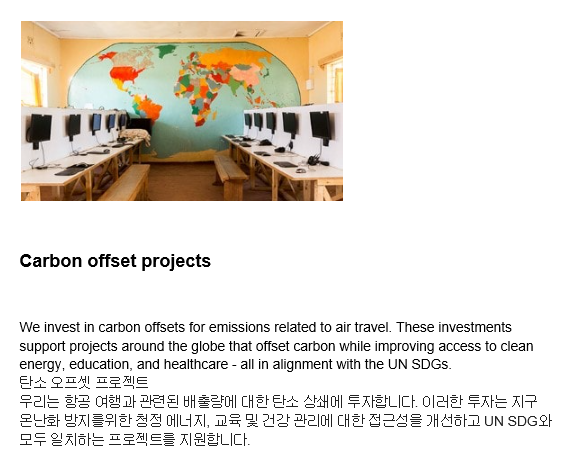 Carbon offset projects
We invest in carbon offsets for emissions related to air travel. These investments
support projects around the globe that offset carbon while improving access to clean
energy, education, and healthcare - all in alignment with the UN SDGs.
탄소 오프셋 프로젝트
우리는 항공 여행과 관련된 배출량에 대한 탄소 상쇄에 투자합니다. 이러한 투자는 지구
온난화 방지를위한 청정 에너지, 교육 및 건강 관리에 대한 접근성을 개선하고 UN SDG와
모두 일치하는 프로젝트를 지원합니다.